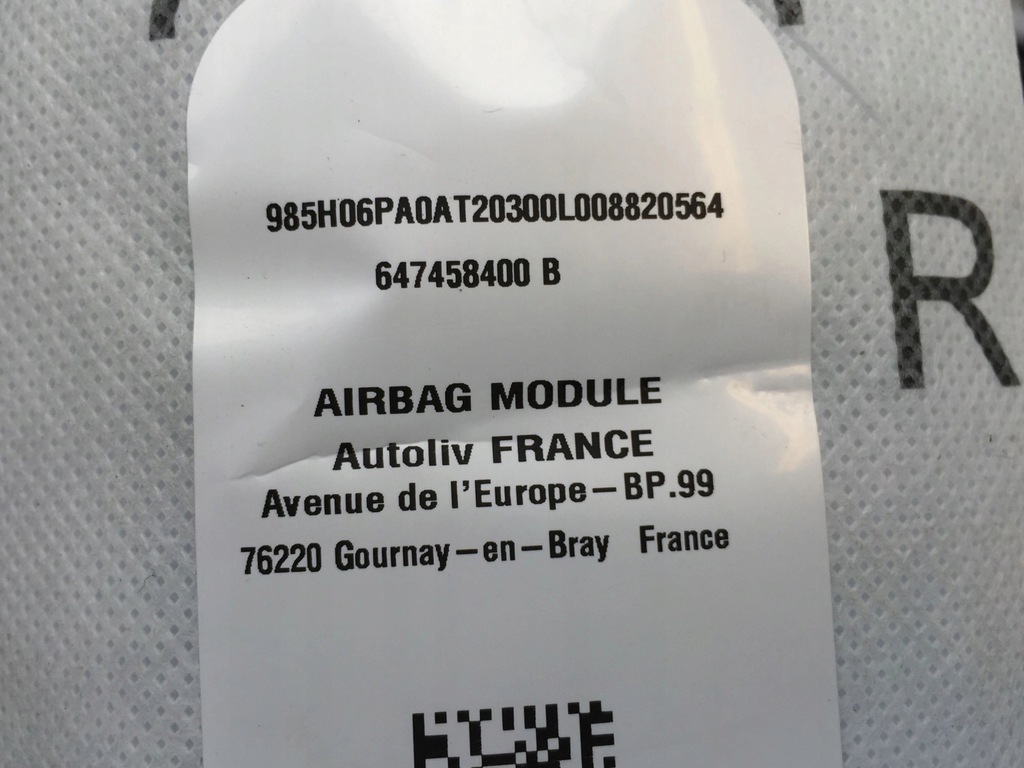 985H06PA0AT20300L008820564
647458400 B
R
AIRBAG MODULE
Autoliv FRANCE
Avenue de l'Europe–BP.99
76220 Gournay–en–Bray France